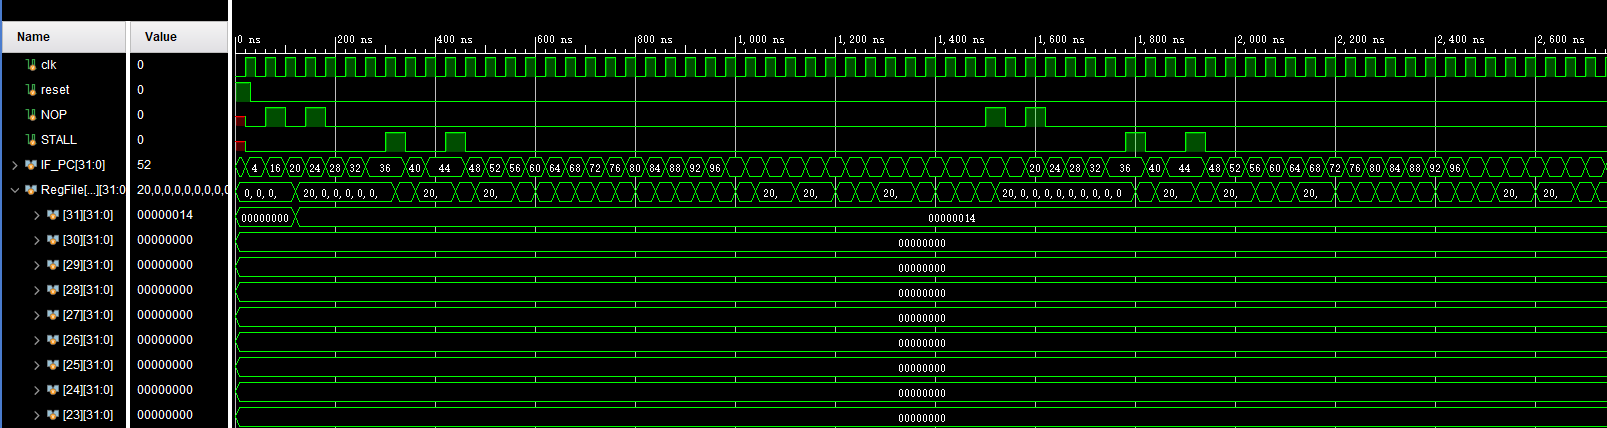 Name Value
0 ns 200 ns 400 ns 600 ns 800 ns 1,000 ns 1,200 ns 1,400 ns 1,600 ns 1,800 ns 2,000 ns 2,200 ns 2,400 ns 2,600 ns
clk 0
reset 0
NOP 0
STALL 0
IF_PC[31:0] 52 4 16 20 24 28 32 36 40 44 48 52 56 60 64 68 72 76 80 84 88 92 96 20 24 28 32 36 40 44 48 52 56 60 64 68 72 76 80 84 88 92 96
RegFile[...][31:0 20,0,0,0,0,0,0,0,0 0, 0, 0, 20, 0, 0, 0, 0, 0, 20, 20, 20, 20, 20, 20, 0, 0, 0, 0, 0, 0, 0, 0, 0 20, 20, 20, 20,
[31][31:0] 00000014 00000000 00000014
[30][31:0] 00000000 00000000
[29][31:0] 00000000 00000000
[28][31:0] 00000000 00000000
[27][31:0] 00000000 00000000
[26][31:0] 00000000 00000000
[25][31:0] 00000000 00000000
[24][31:0] 00000000 00000000
[23][31:0] 00000000 00000000